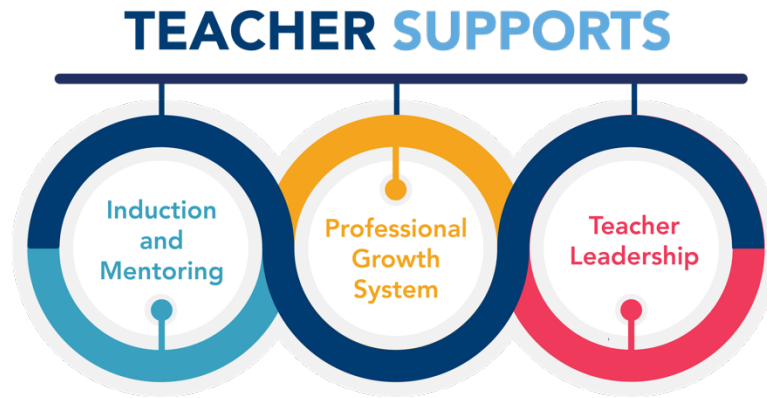 TEACHER SUPPORTS
Induction
and
Mentoring
Professional
Growth
System
Teacher
Leadership